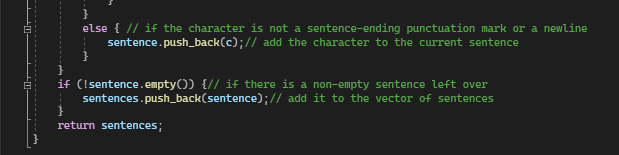 }
}
else { // if the character is not a sentence-ending punctuation mark or a newline
sentence.push_back(c);// add the character to the current sentence
}
}
if (!sentence.empty()) {// if there is a non-empty sentence left over
sentences.push_back(sentence);// add it to the vector of sentences
}
return sentences;
}